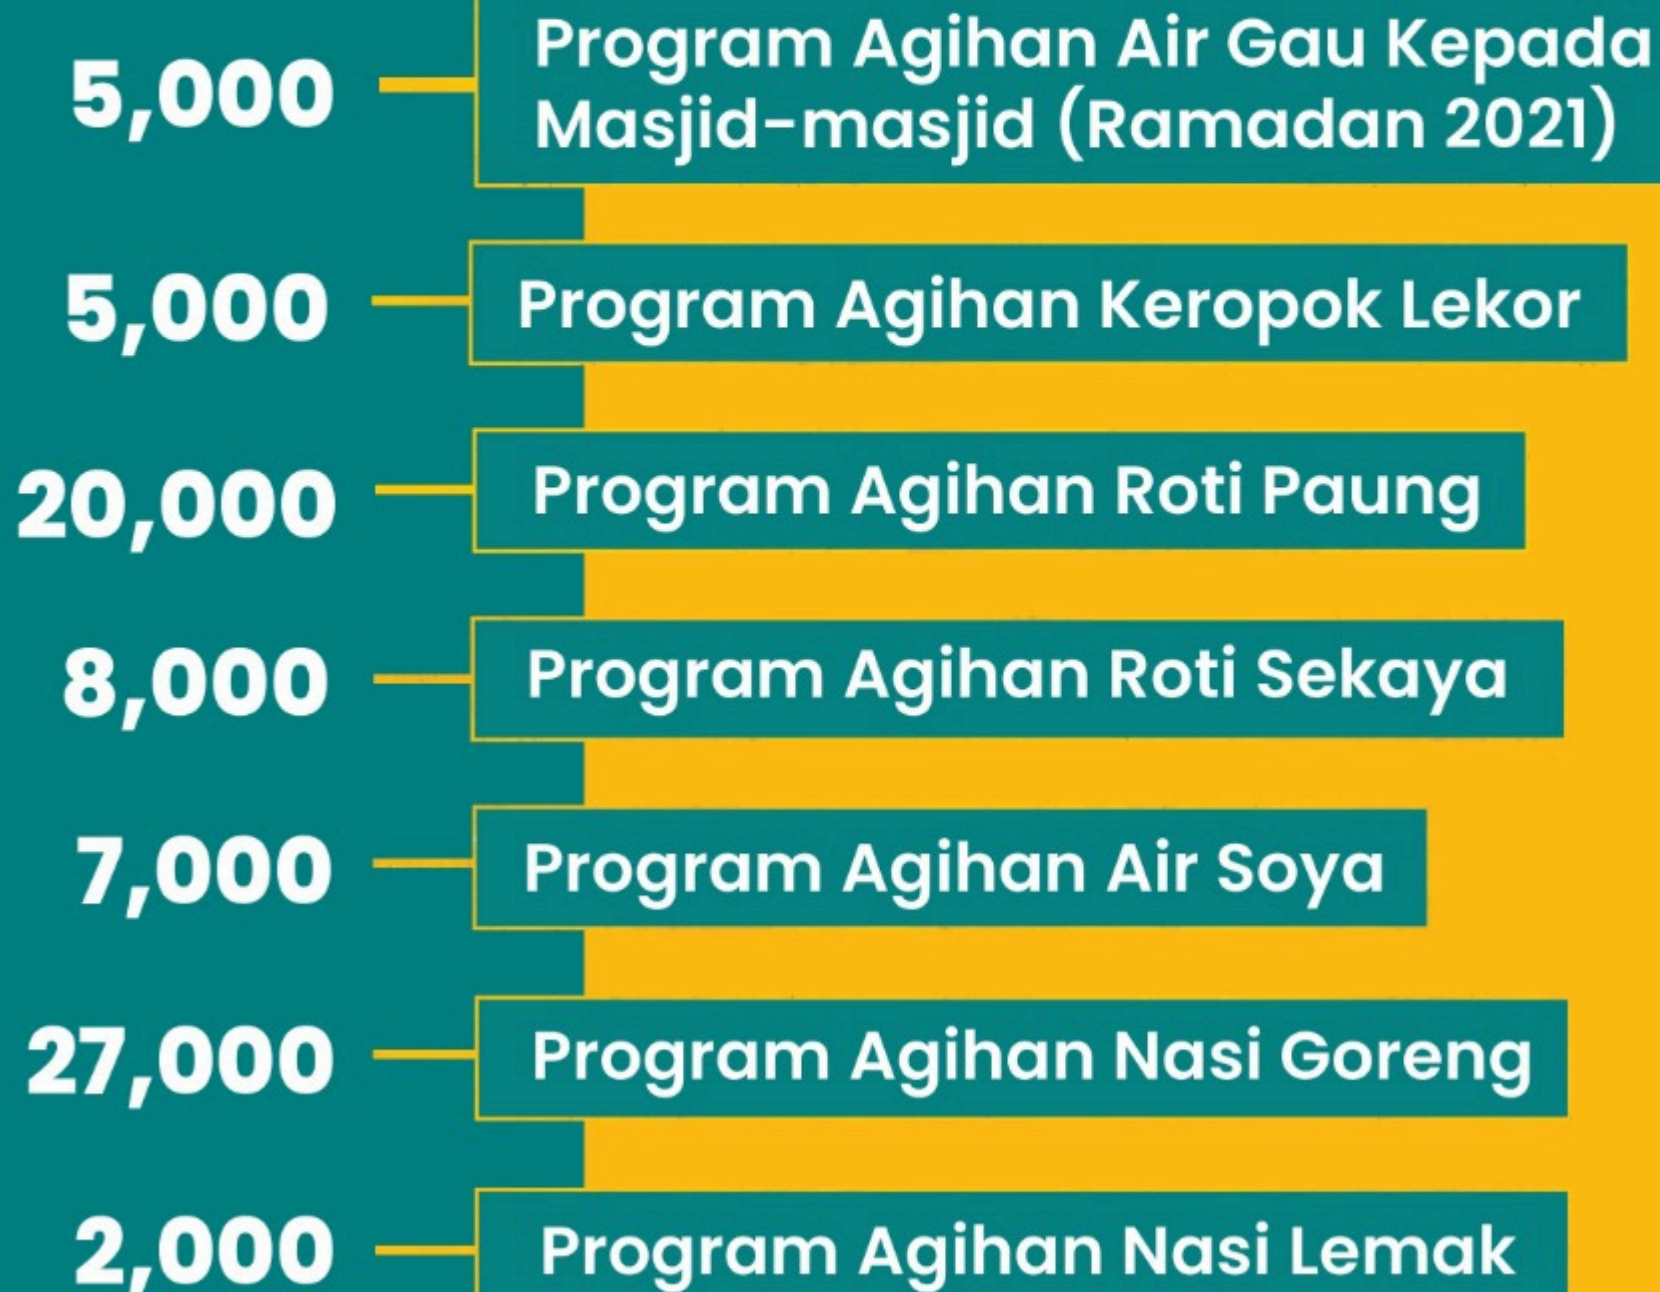 5,000
Program Agihan Air Gau Kepada
Masjid-masjid (Ramadan 2021)
5,000
Program Agihan Keropok Lekor
20,000
Program Agihan Roti Paung
8,000
Program Agihan Roti Sekaya
7,000
Program Agihan Air Soya
27,000
Program Agihan Nasi Goreng
2,000
Program Agihan Nasi Lemak